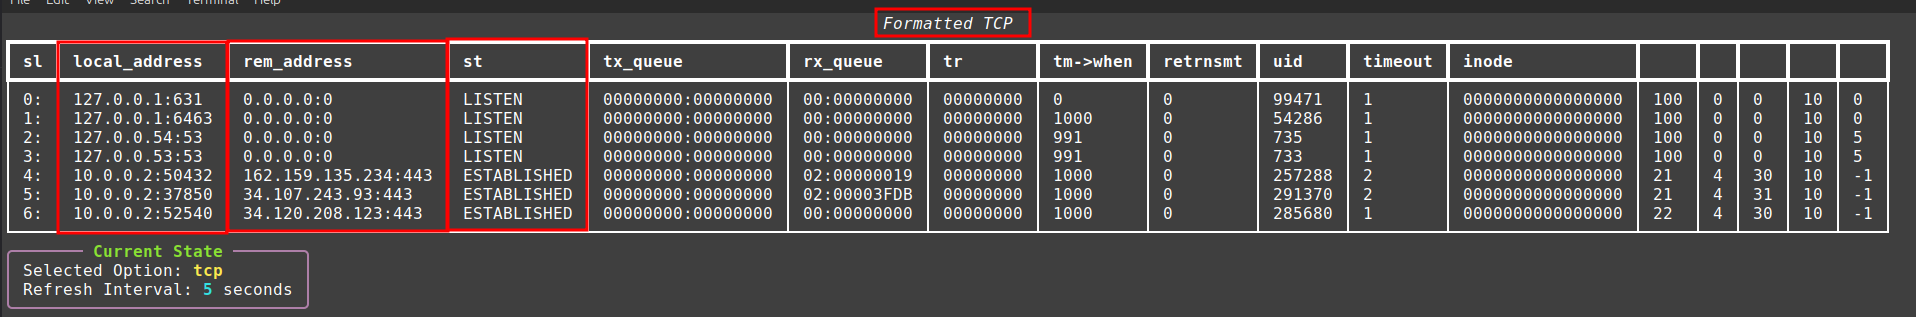 File Edit View Search Terminal Help
Formatted TCP
sl local_address rem_address st tx_queue rx_queue tr tm->when retrnsmt uid timeout inode
0: 127.0.0.1:631 0.0.0.0:0 LISTEN 00000000:00000000 00:00000000 00000000 0 0 99471 1 0000000000000000 100 0 0 10 0
1: 127.0.0.1:6463 0.0.0.0:0 LISTEN 00000000:00000000 00:00000000 00000000 1000 0 54286 1 0000000000000000 100 0 0 10 0
2: 127.0.0.54:53 0.0.0.0:0 LISTEN 00000000:00000000 00:00000000 00000000 991 0 735 1 0000000000000000 100 0 0 10 5
3: 127.0.0.53:53 0.0.0.0:0 LISTEN 00000000:00000000 00:00000000 00000000 991 0 733 1 0000000000000000 100 0 0 10 5
4: 10.0.0.2:50432 162.159.135.234:443 ESTABLISHED 00000000:00000000 02:00000019 00000000 1000 0 257288 2 0000000000000000 21 4 30 10 -1
5: 10.0.0.2:37850 34.107.243.93:443 ESTABLISHED 00000000:00000000 02:00003FDB 00000000 1000 0 291370 2 0000000000000000 21 4 31 10 -1
6: 10.0.0.2:52540 34.120.208.123:443 ESTABLISHED 00000000:00000000 00:00000000 00000000 1000 0 285680 1 0000000000000000 22 4 30 10 -1
Current State
Selected Option: tcp
Refresh Interval: 5 seconds